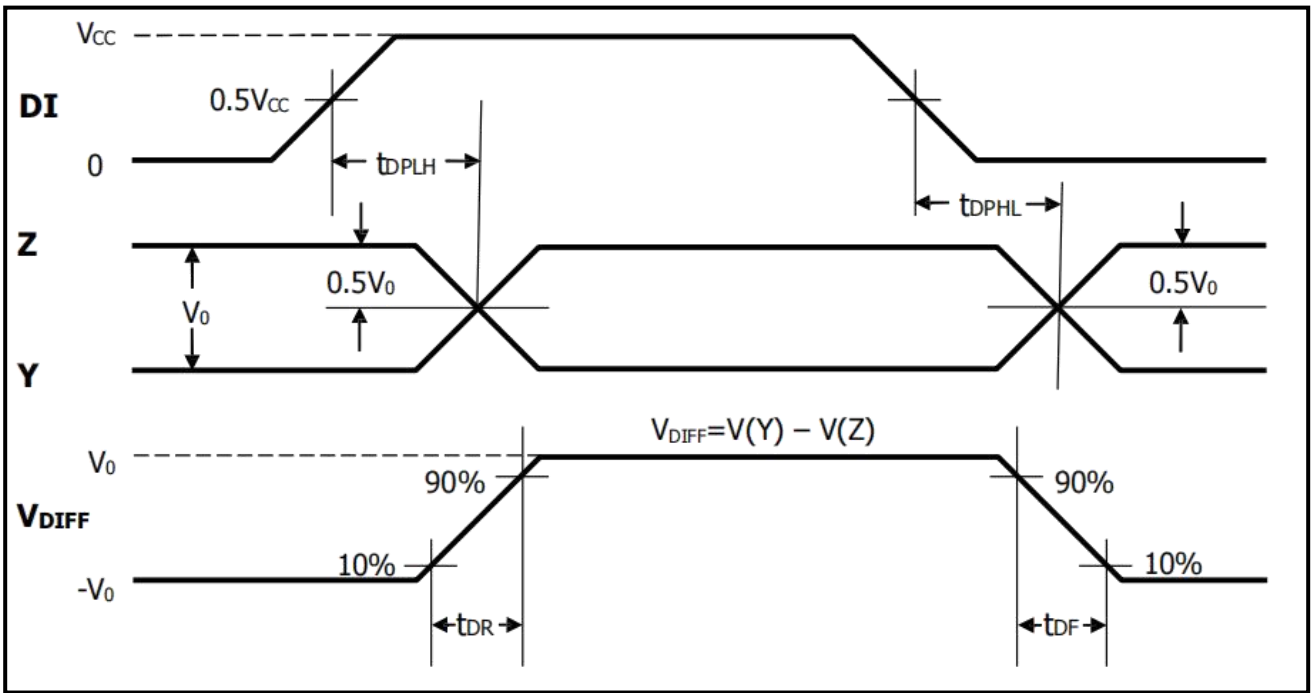 VCC
DI
0.5VCC
0
tDPLH
tDPHL
Z
0.5V0
0.5V0
V0
Y
VDIFF=V(Y) – V(Z)
V0
90%
90%
VDIFF
10%
10%
-V0
tDR
tDF